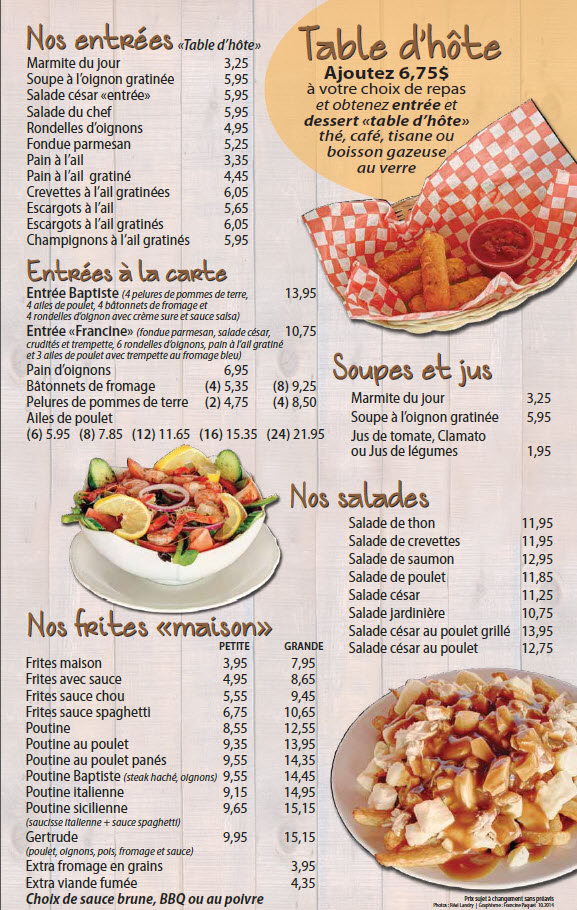 Nos entrées «Table d'hôte»
Marmite du jour 3,25
Soupe à l'oignon gratinée 5,95
Salade césar «entrée» 5,95
Salade du chef 5,95
Rondelles d'oignons 4,95
Fondue parmesan 5,25
Pain à l'ail 3,35
Pain à l'ail gratiné 4,45
Crevettes à l'ail gratinées 6,05
Escargots à l'ail 5,65
Escargots à l'ail gratinés 6,05
Champignons à l'ail gratinés 5,95
Table d'hôte
Ajoutez 6,75$
à votre choix de repas
et obtenez entrée et
dessert «table d'hôte»
thé, café, tisane ou
boisson gazeuse
au verre
Entrées à la carte
Entrée Baptiste (4 pelures de pommes de terre, 13,95
4 ailes de poulet, 4 bâtonnets de fromage et
4 rondelles d'oignon avec crème sure et sauce salsa)
Entrée «Francine» (fondue parmesan, salade césar, 10,75
crudités et trempette, 6 rondelles d'oignons, pain à l'ail gratiné
et 3 ailes de poulet avec trempette au fromage bleu)
Pain d'oignons 6,95
Bâtonnets de fromage (4) 5,35 (8) 9,25
Pelures de pommes de terre (2) 4,75 (4) 8,50
Ailes de poulet
(6) 5.95 (8) 7.85 (12) 11.65 (16) 15.35 (24) 21.95
Soupes et jus
Marmite du jour 3,25
Soupe à l'oignon gratinée 5,95
Jus de tomate, Clamato
ou Jus de légumes 1,95
Nos salades
Salade de thon 11,95
Salade de crevettes 11,95
Salade de saumon 12,95
Salade de poulet 11,85
Salade césar 11,25
Salade jardinière 10,75
Salade césar au poulet grillé 13,95
Salade césar au poulet 12,75
Nos frites «maison»
PETITE GRANDE
Frites maison 3,95 7,95
Frites avec sauce 4,95 8,65
Frites sauce chou 5,55 9,45
Frites sauce spaghetti 6,75 10,65
Poutine 8,55 12,55
Poutine au poulet 9,35 13,95
Poutine au poulet panés 9,55 14,35
Poutine Baptiste (steak haché, oignons) 9,55 14,45
Poutine italienne 9,15 14,95
Poutine sicilienne 9,65 15,15
(saucisse italienne + sauce spaghetti)
Gertrude 9,95 15,15
(poulet, oignons, pois, fromage et sauce)
Extra fromage en grains 3,95
Extra viande fumée 4,35
Choix de sauce brune, BBQ ou au poivre
Prix sujet à changement sans préavis
Photos : Réal Landry | Graphisme : Francine Paquet 10.2014